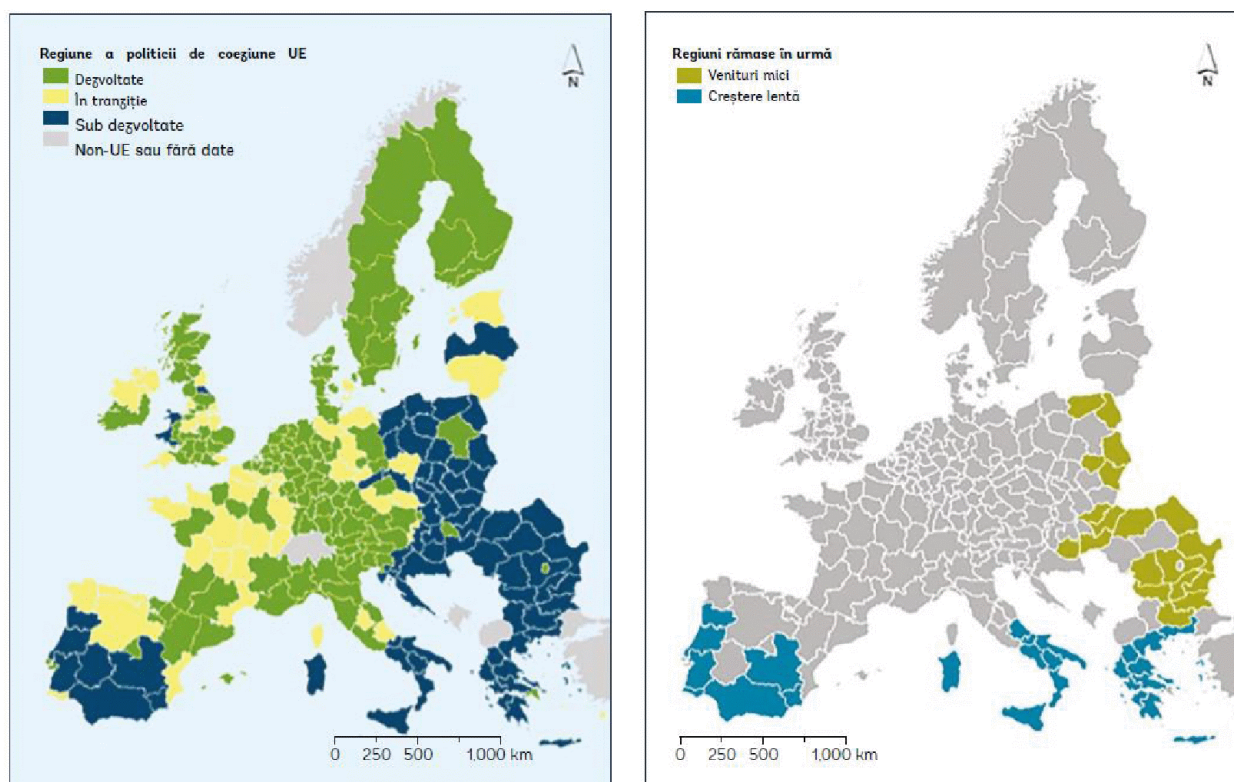 Regiune a politicii de coeziune UE
Dezvoltate
În tranziție
Sub dezvoltate
Non-UE sau fără date
N
0 250 500 1,000 km
Regiuni rămase în urmă
Venituri mici
Creștere lentă
N
0 250 500 1,000 km